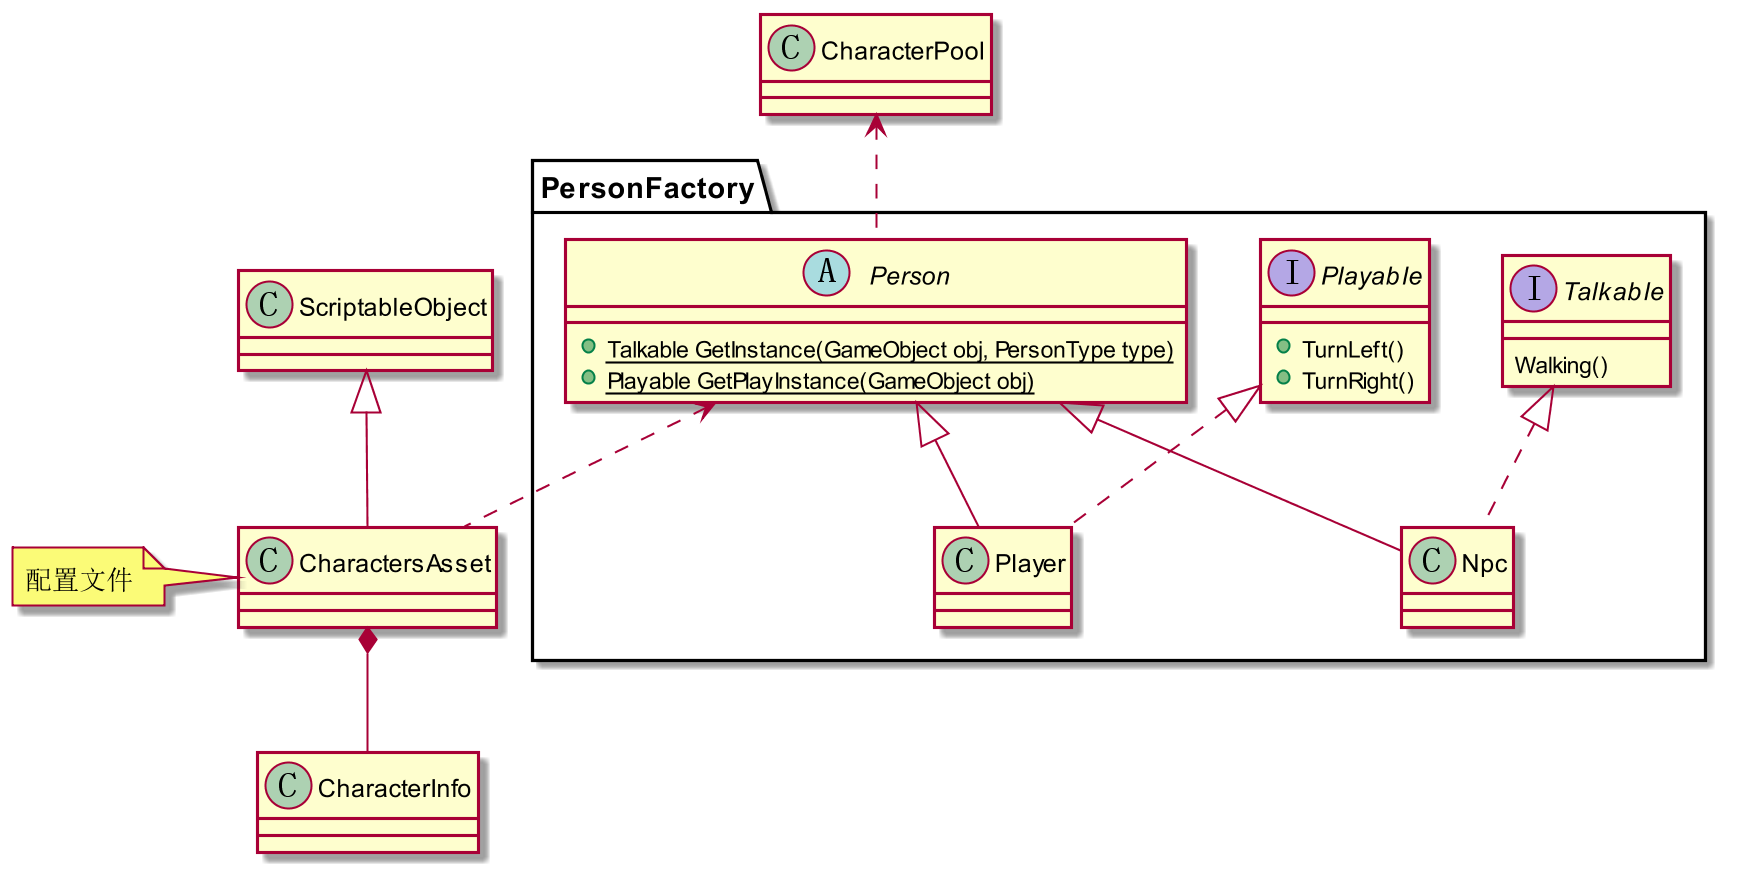 C CharacterPool
PersonFactory
A Person
Talkable GetInstance(GameObject obj, PersonType type)
Playable GetPlayInstance(GameObject obj)
I Playable
TurnLeft()
TurnRight()
I Talkable
Walking()
C ScriptableObject
配置文件
C CharactersAsset
C Player
C Npc
C CharacterInfo